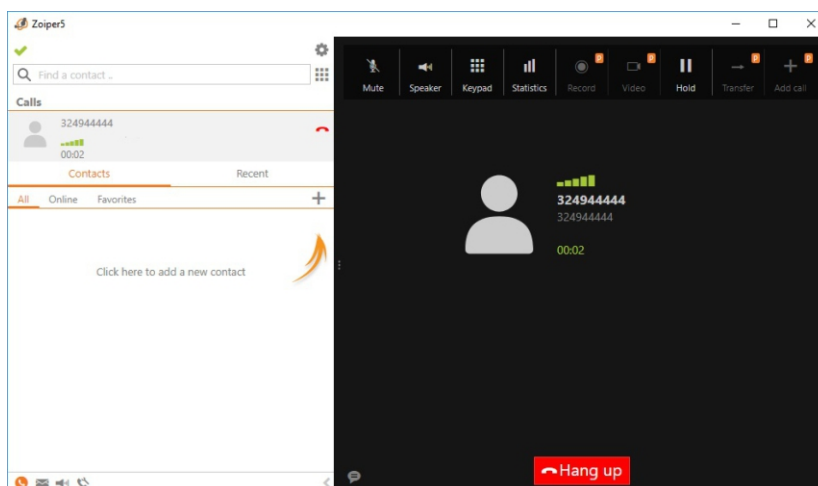 Zoiper5
Find a contact ..
Calls
324944444
00:02
Contacts Recent
All Online Favorites
Click here to add a new contact
P P P P
Mute Speaker Keypad Statistics Record Video Hold Transfer Add call
324944444
324944444
00:02
Hang up